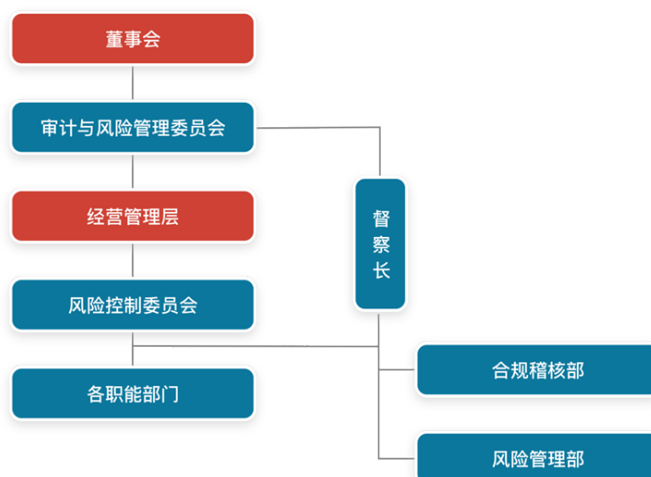 董事会
审计与风险管理委员会
经营管理层
督察长
风险控制委员会
合规稽核部
各职能部门
风险管理部